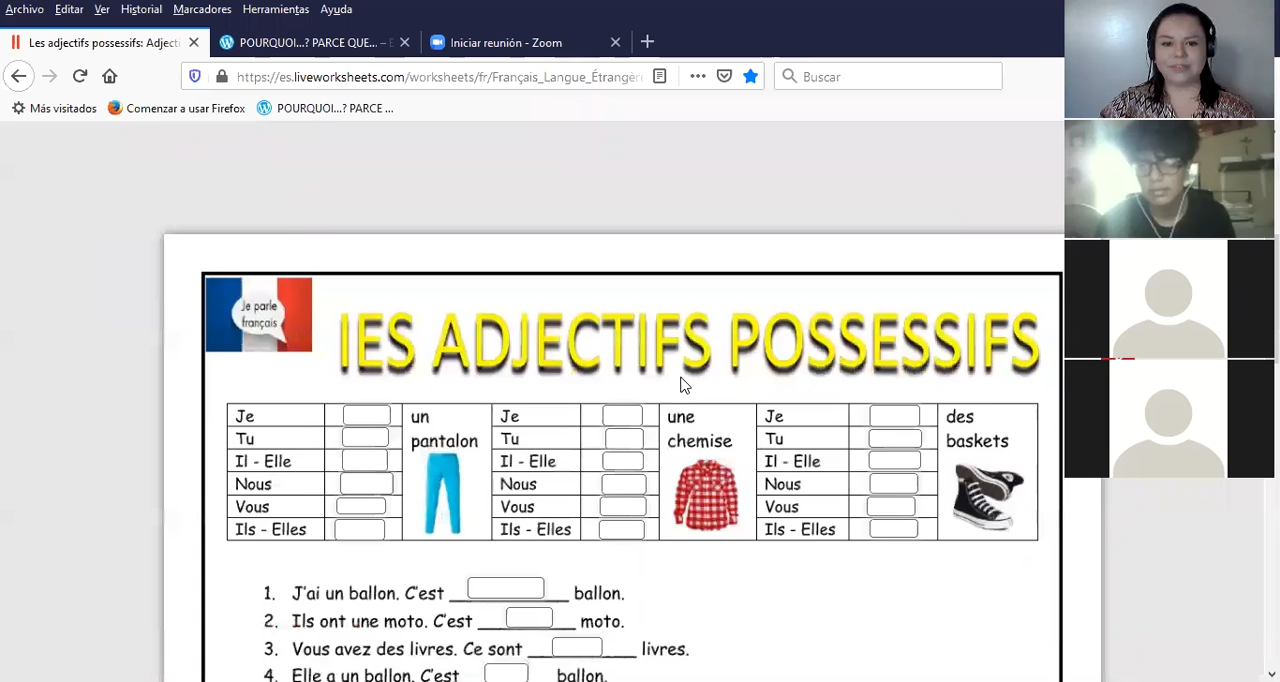 Archivo Editar Ver Historial Marcadores Herramientas Ayuda
Les adjectifs possessifs: Adjecti
POURQUOI...? PARCE QUE... – E
Iniciar reunión - Zoom
https://es.liveworksheets.com/worksheets/fr/Français_Langue_Étrangèr
Buscar
Más visitados Comenzar a usar Firefox POURQUOI...? PARCE ...
Je parle
français
lES ADJECTIFS POSSESSIFS
Je
Tu
Il - Elle
Nous
Vous
Ils - Elles
un
pantalon
Je
Tu
Il - Elle
Nous
Vous
Ils - Elles
une
chemise
Je
Tu
Il - Elle
Nous
Vous
Ils - Elles
des
baskets
1. J'ai un ballon. C'est ballon.
2. Ils ont une moto. C'est moto.
3. Vous avez des livres. Ce sont livres.
4. Elle a un ballon. C'est ballon.